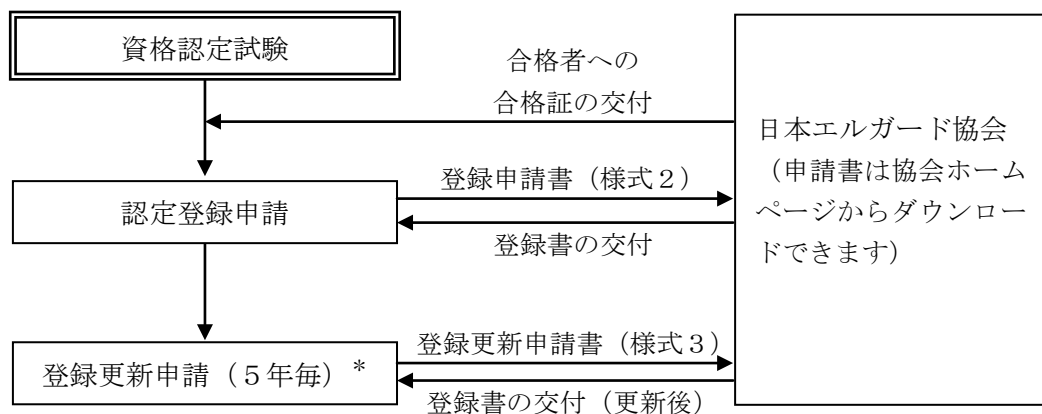 資格認定試験
合格者への
合格証の交付
日本エルガード協会
（申請書は協会ホーム
ページからダウンロー
ドできます）
登録申請書（様式２）
認定登録申請
登録書の交付
登録更新申請書（様式３）
登録更新申請（５年毎）*
登録書の交付（更新後）